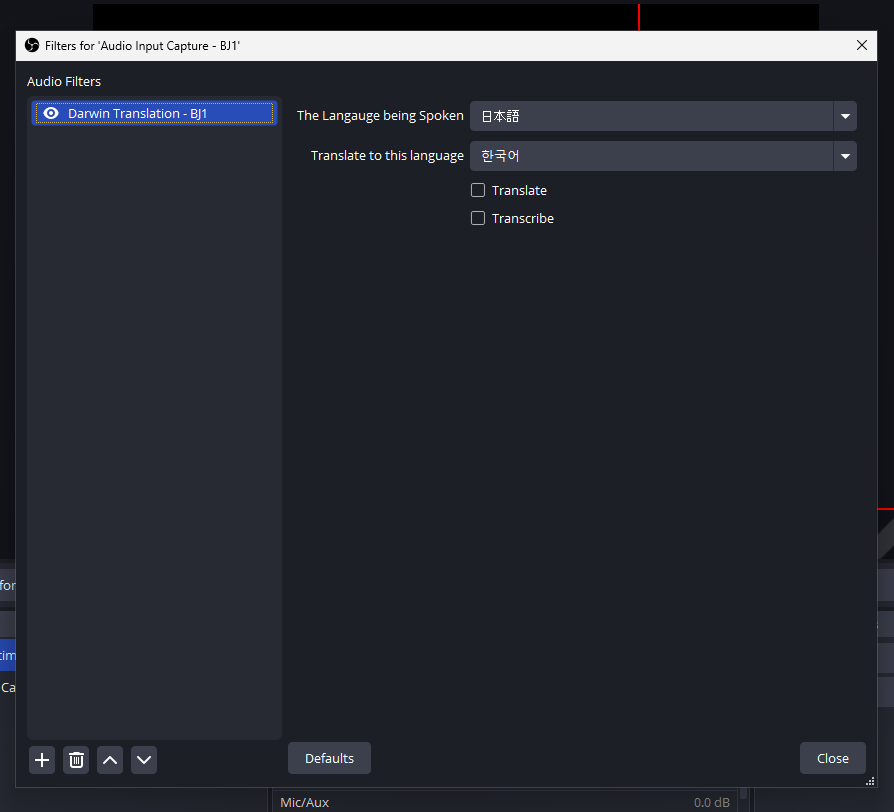 Filters for 'Audio Input Capture - BJ1'
Audio Filters
Darwin Translation - BJ1
The Langauge being Spoken
日本語
Translate to this language
한국어
Translate
Transcribe
for
tim
Ca
Defaults
Close
Mic/Aux
0.0 dB